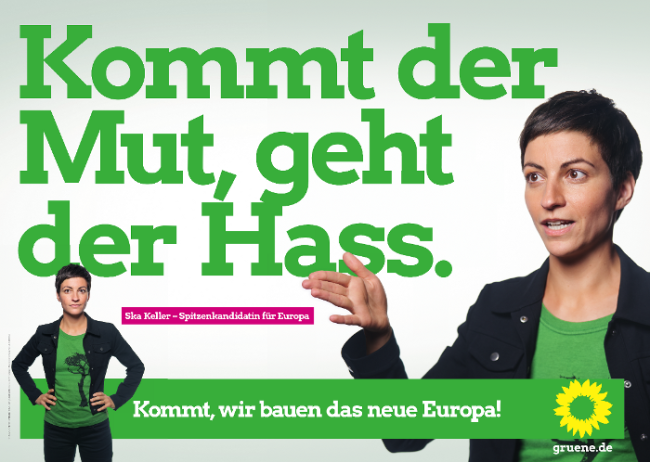 Kommt der
Mut, geht
der Hass.
Ska Keller – Spitzenkandidatin für Europa
Kommt, wir bauen das neue Europa!
gruene.de